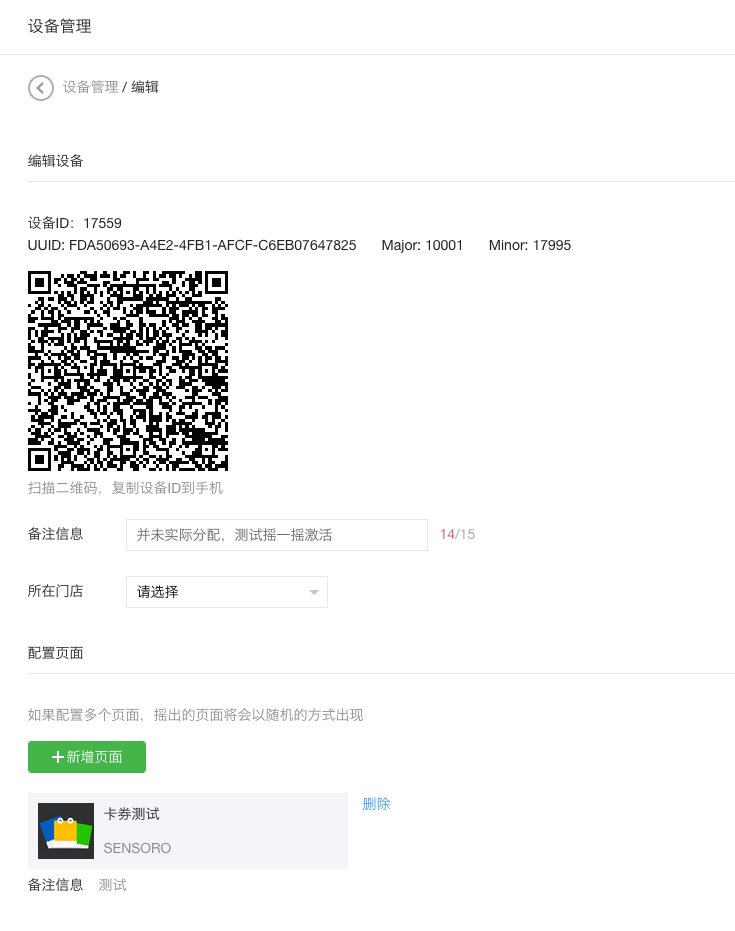 设备管理
设备管理 / 编辑
编辑设备
设备ID：17559
UUID: FDA50693-A4E2-4FB1-AFCF-C6EB07647825 Major: 10001 Minor: 17995
扫描二维码，复制设备ID到手机
备注信息 并未实际分配，测试摇一摇激活 14/15
所在门店 请选择
配置页面
如果配置多个页面，摇出的页面将会以随机的方式出现
新增页面
卡券测试 删除
SENSORO
备注信息 测试